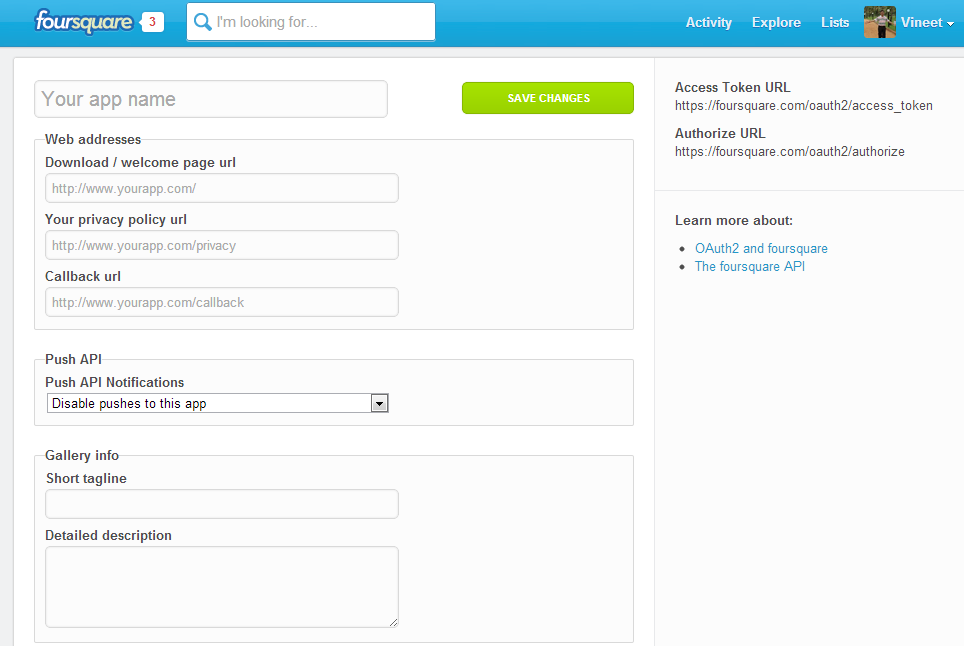 foursquare 3 I'm looking for... Activity Explore Lists Vineet
Your app name
SAVE CHANGES
Web addresses
Download / welcome page url
http://www.yourapp.com/
Your privacy policy url
http://www.yourapp.com/privacy
Callback url
http://www.yourapp.com/callback
Push API
Push API Notifications
Disable pushes to this app
Gallery info
Short tagline
Detailed description
Access Token URL
https://foursquare.com/oauth2/access_token
Authorize URL
https://foursquare.com/oauth2/authorize
Learn more about:
OAuth2 and foursquare
The foursquare API